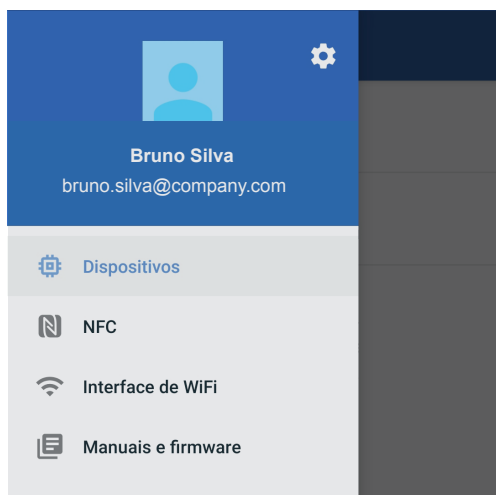 Bruno Silva
bruno.silva@company.com
Dispositivos
NFC
Interface de WiFi
Manuais e firmware